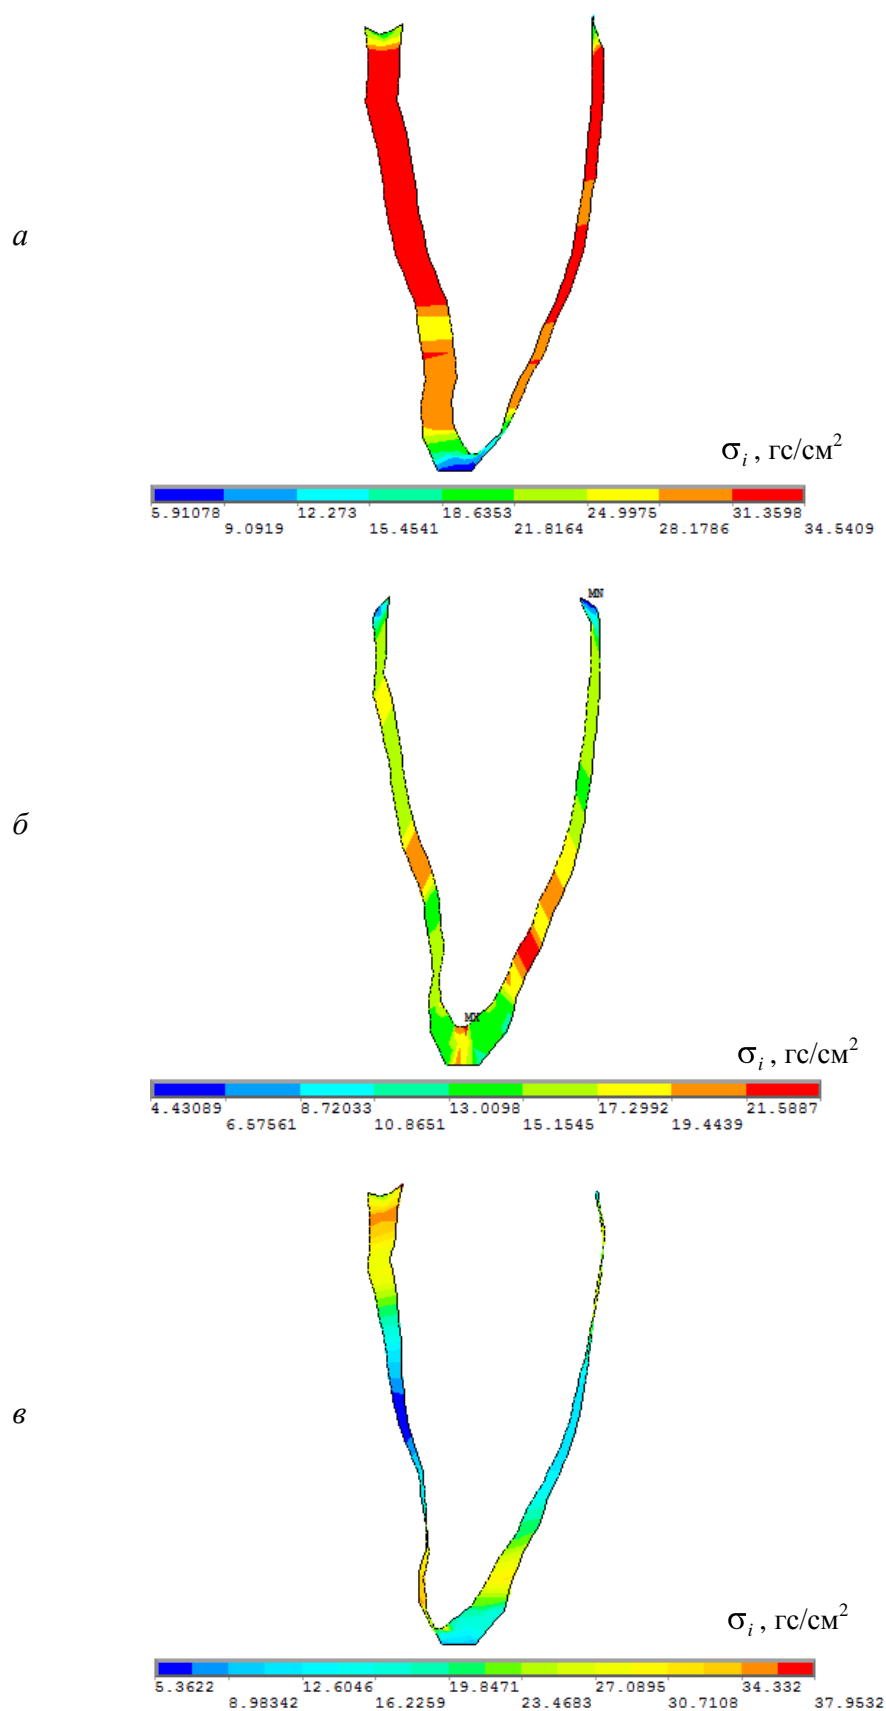 а
σi , гс/см2
5.91078 12.273 18.6353 24.9975 31.3598
9.0919 15.4541 21.8164 28.1786 34.5409
MN
б
MX
σi , гс/см2
4.43089 8.72033 13.0098 17.2992 21.5887
6.57561 10.8651 15.1545 19.4439
в
σi , гс/см2
5.3622 12.6046 19.8471 27.0895 34.332
8.98342 16.2259 23.4683 30.7108 37.9532